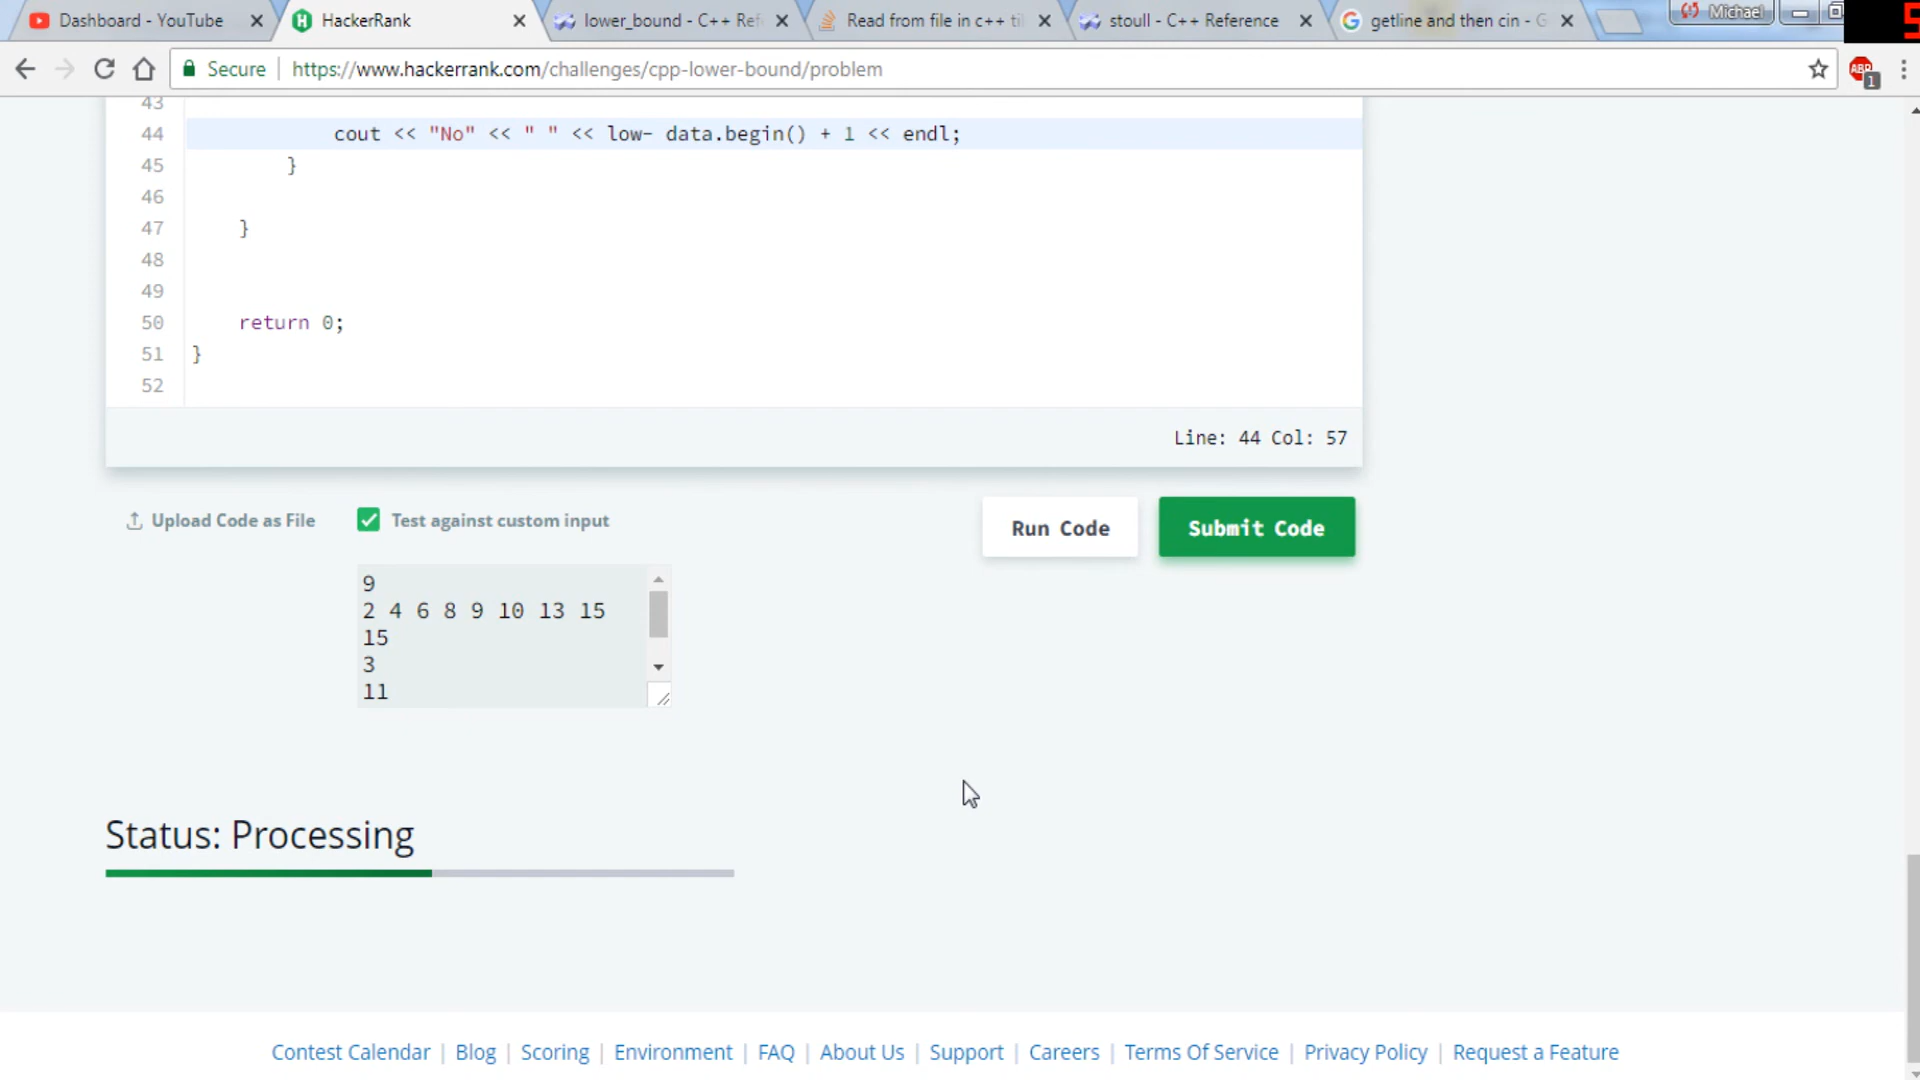 Dashboard - YouTube
HackerRank
lower_bound - C++ Ref
Read from file in c++ til
stoull - C++ Reference
getline and then cin - G
Michael
Secure
https://www.hackerrank.com/challenges/cpp-lower-bound/problem
ABP
1
43
44 cout << "No" << " " << low- data.begin() + 1 << endl;
45 }
46
47 }
48
49
50 return 0;
51 }
52
Line: 44 Col: 57
Upload Code as File
Test against custom input
Run Code
Submit Code
9
2 4 6 8 9 10 13 15
15
3
11
Status: Processing
Contest Calendar | Blog | Scoring | Environment | FAQ | About Us | Support | Careers | Terms Of Service | Privacy Policy | Request a Feature